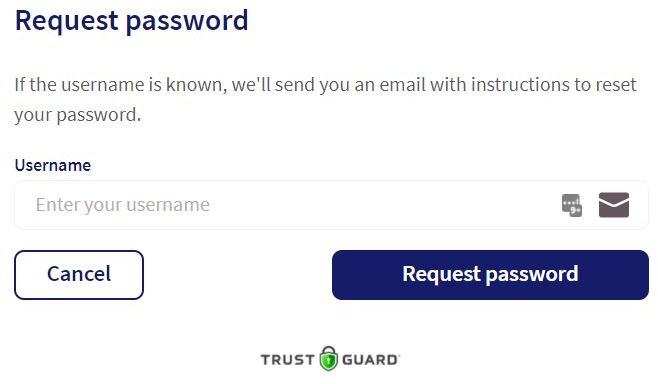 Request password
If the username is known, we'll send you an email with instructions to reset
your password.
Username
Enter your username
9+
Cancel
Request password
TRUST GUARD